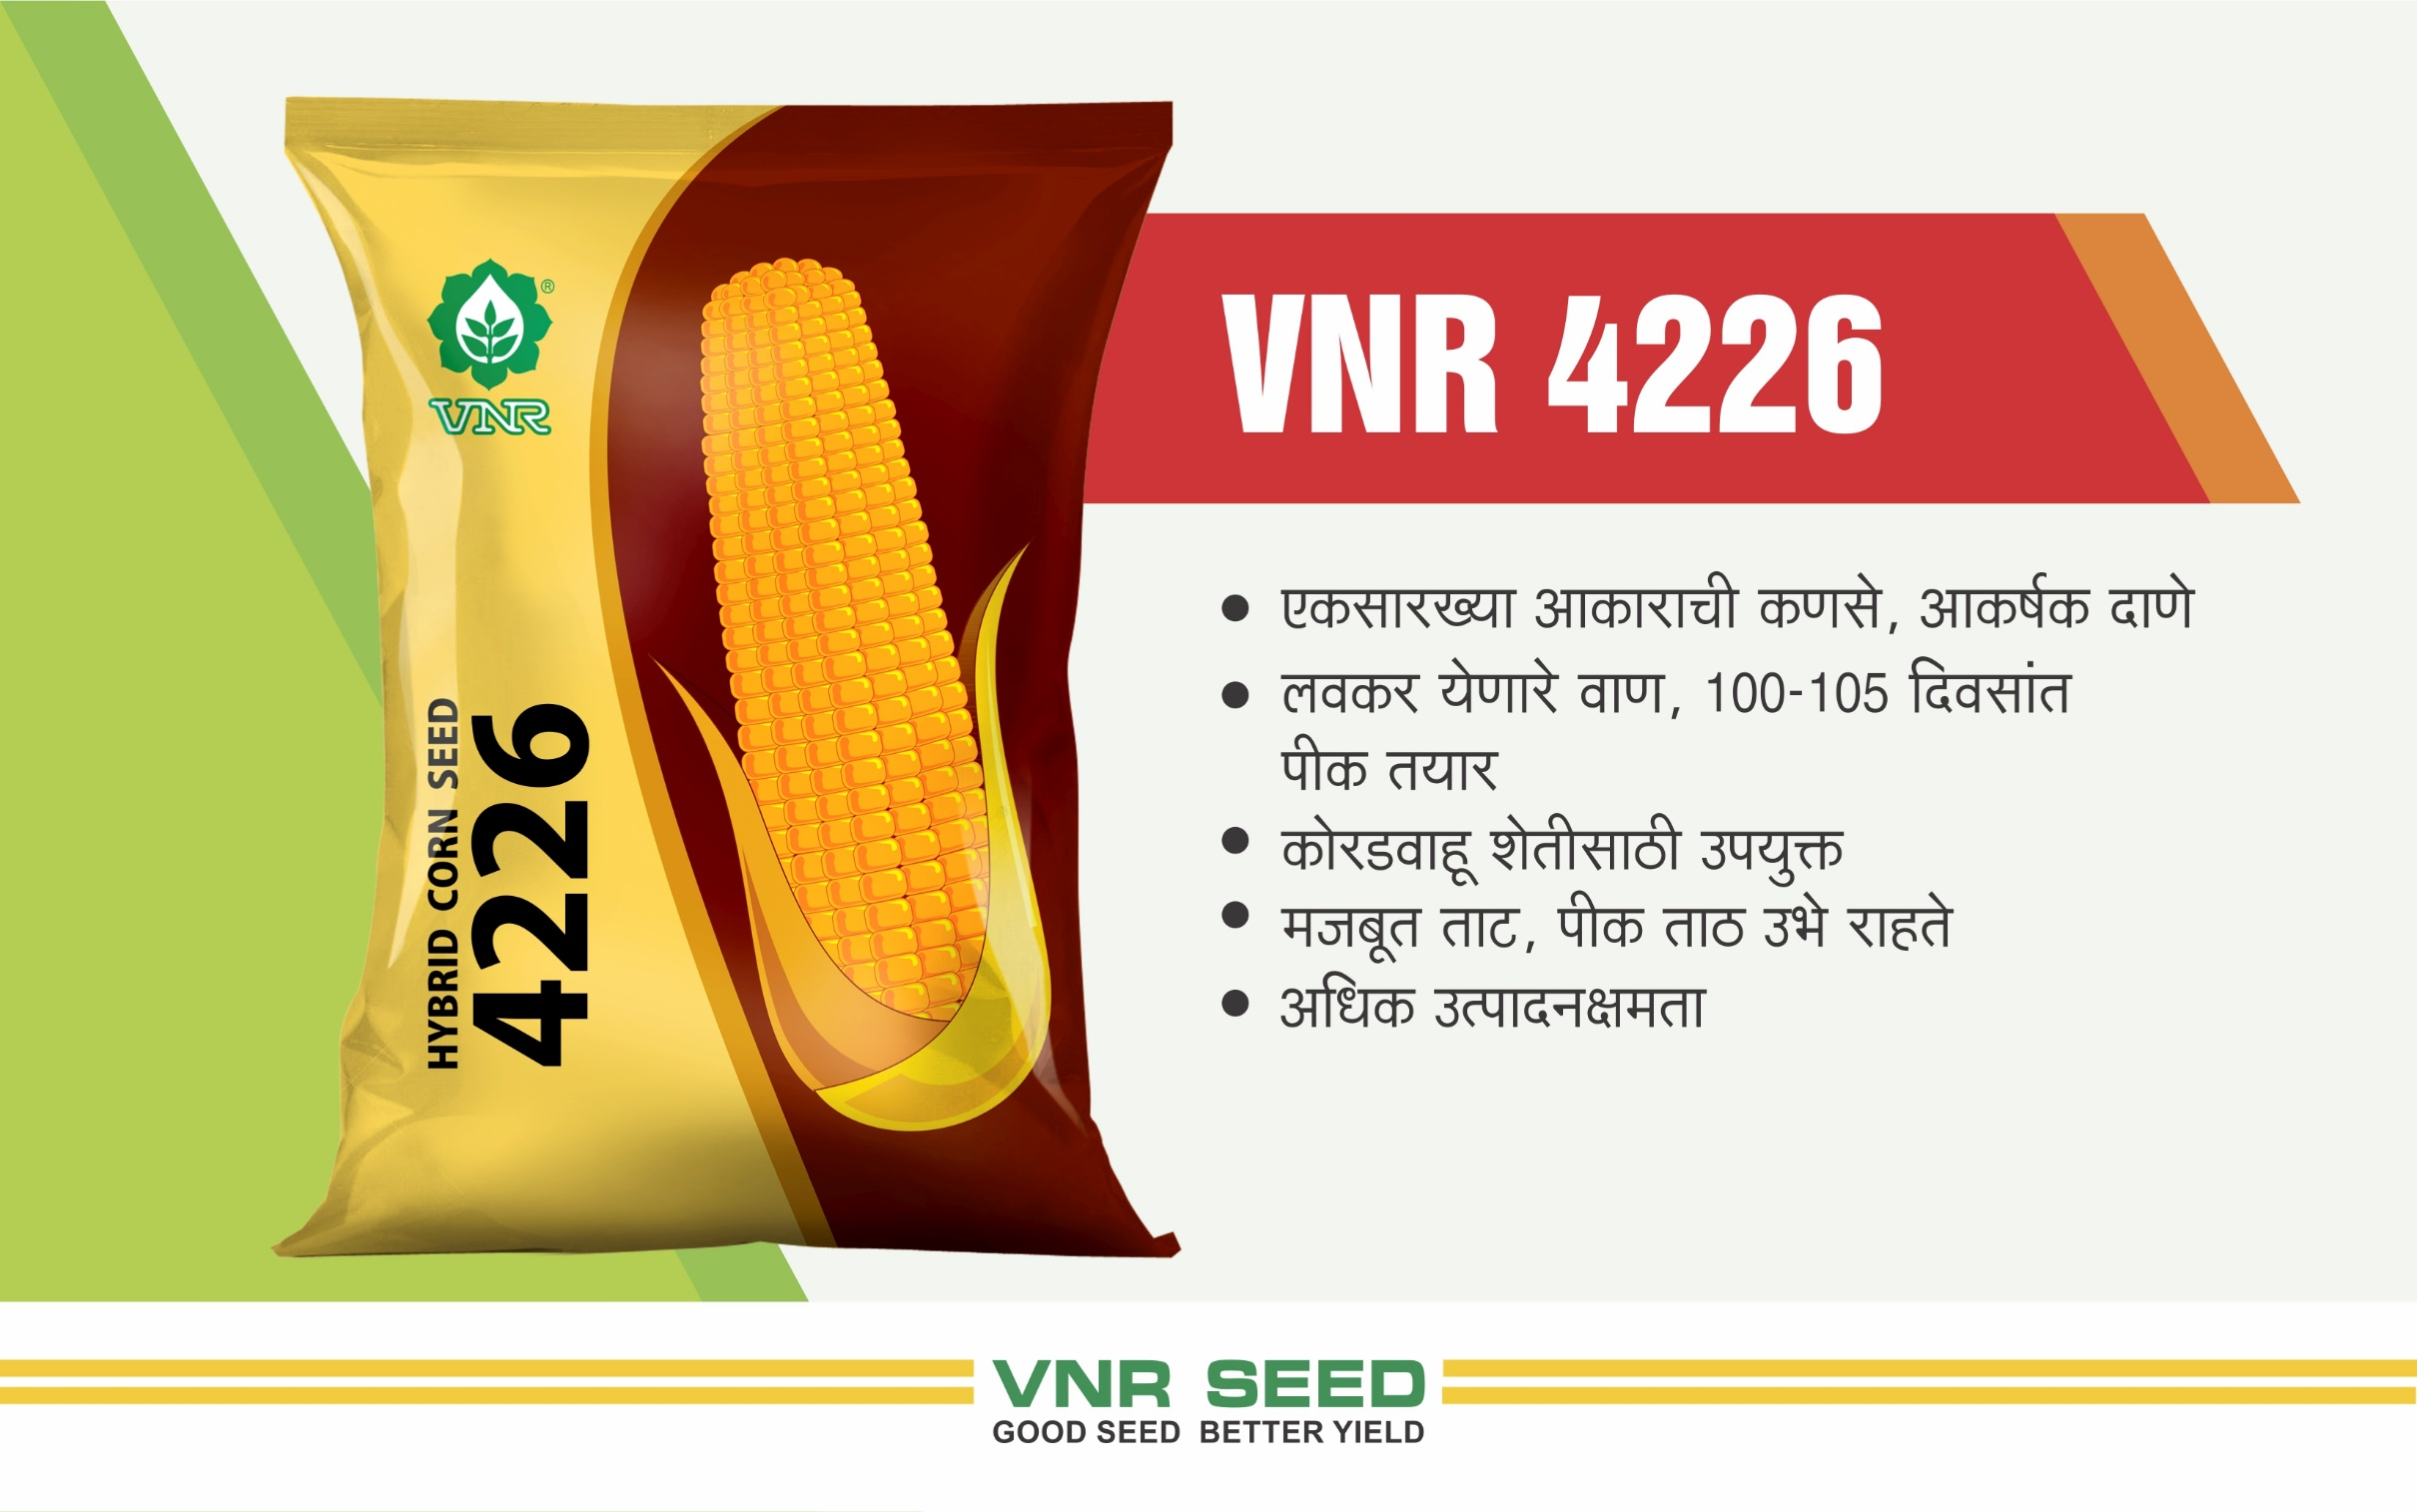 ®
VNR
HYBRID CORN SEED
4226
VNR 4226
• एकसारख्या आकाराची कणसे, आकर्षक दाणे
• लवकर येणारे वाण, 100-105 दिवसांत
पीक तयार
• कोरडवाहू शेतीसाठी उपयुक्त
• मजबूत ताट, पीक ताठ उभे राहते
• अधिक उत्पादनक्षमता
VNR SEED
GOOD SEED BETTER YIELD